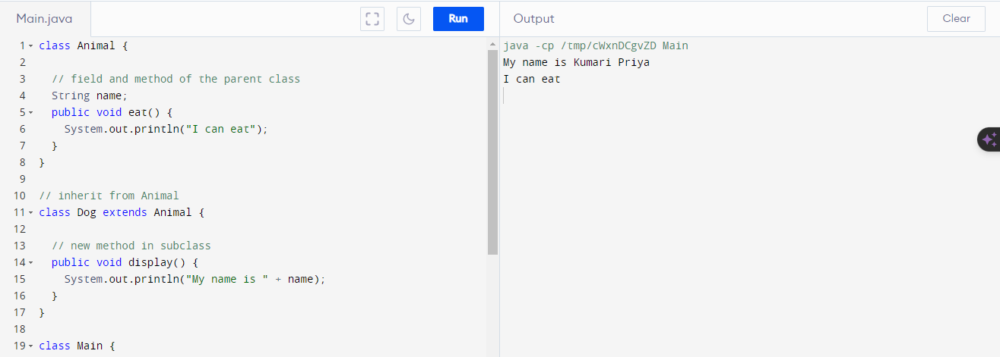 Main.java
Run
1 class Animal {
2
3   // field and method of the parent class
4   String name;
5   public void eat() {
6     System.out.println("I can eat");
7   }
8 }
9
10 // inherit from Animal
11 class Dog extends Animal {
12
13   // new method in subclass
14   public void display() {
15     System.out.println("My name is " + name);
16   }
17 }
18
19 class Main {
Output
Clear
java -cp /tmp/cWxnDCgvZD Main
My name is Kumari Priya
I can eat